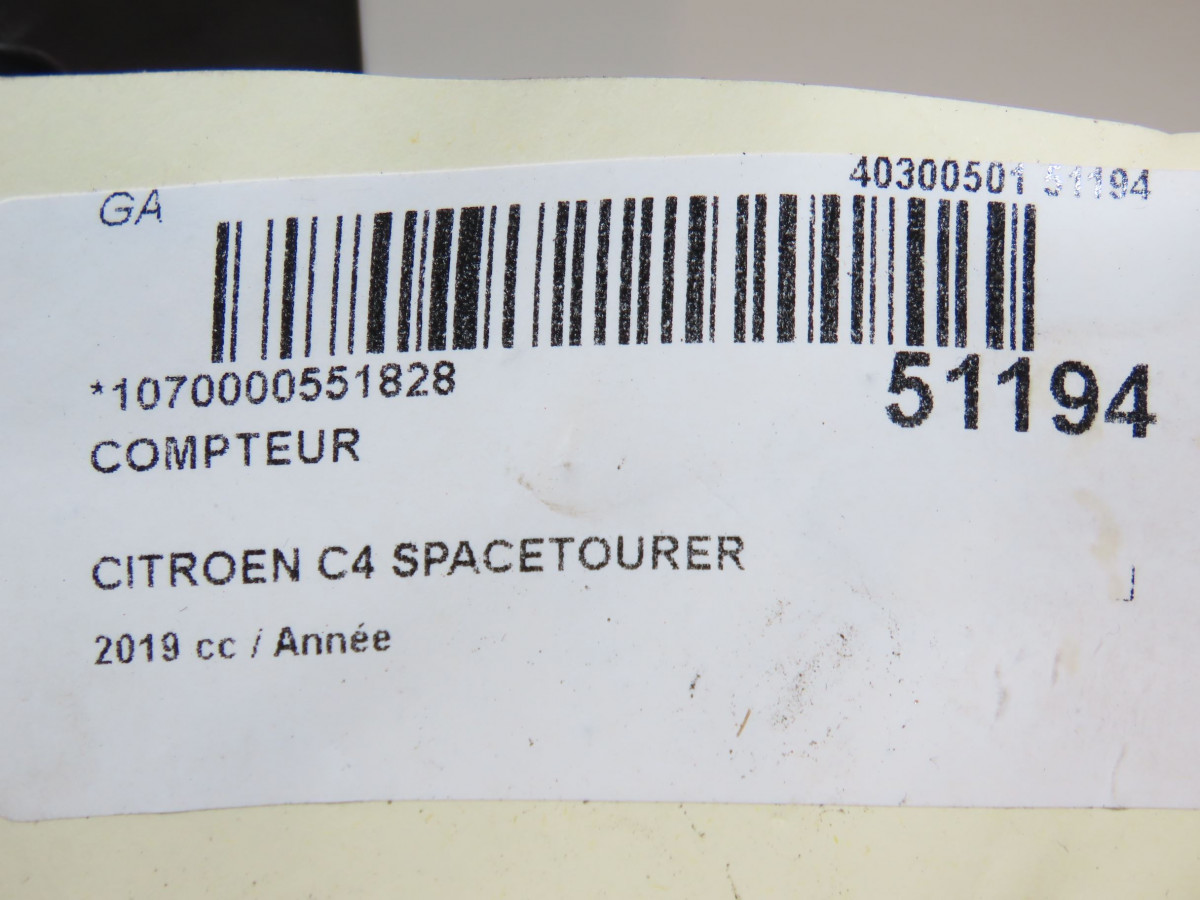 GA
40300501 51194
*1070000551828
51194
COMPTEUR
CITROEN C4 SPACETOURER
2019 cc / Année